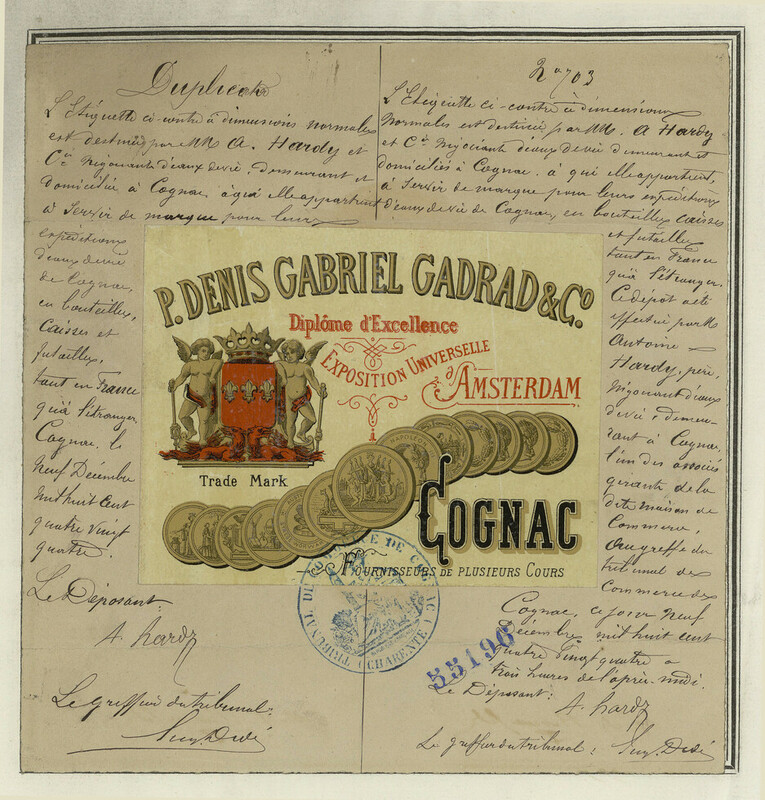 Duplicata
L'Etiquette ci-contre à dimensions normales
est destinée par MM A. Hardy et
Cie Négociants d'eaux de vie, demeurant et
domiciliés à Cognac, à qui elle appartient
à Servir de marque pour leurs
expéditions
d'eaux de vie
de Cognac,
en bouteilles,
Caisses et
futailles,
tant en France
qu'à l'étranger.
Cognac, le
Neuf Décembre
mil huit cent
quatre vingt
quatre.
Le Déposant:
A hardy
Le greffier du tribunal:
No 703
L'Etiquette ci-contre à dimensions
Normales est destinée par MM. A Hardy
et Cie Négociants d'eaux de vie demeurant et
domiciliés à Cognac, à qui elle appartient,
à Servir de marque pour leurs expéditions
d'eaux de vie de Cognac, en bouteilles, caisses
et futailles
tant en France
qu'à l'étranger.
Ce dépôt a été
effectué par M
Antoine
Hardy, père,
Négociant d'eaux
de vie, demeu-
rant à Cognac,
l'un des associés
gérants de la
dite maison de
Commerce,
au greffe du
tribunal de
Commerce de
Cognac, ce jour Neuf
Décembre mil huit cent
quatre vingt quatre à
trois heures de l'après-midi.
Le Déposant:
A hardy
Le greffier du tribunal:
P. DENIS GABRIEL GADRAD & Co
Diplôme d'Excellence
EXPOSITION UNIVERSELLE
à AMSTERDAM
Trade Mark
NAPOLEON
COGNAC
FOURNISSEURS DE PLUSIEURS COURS
TRIBUNAL DE COMMERCE DE COGNAC
(CHARENTE)
55196